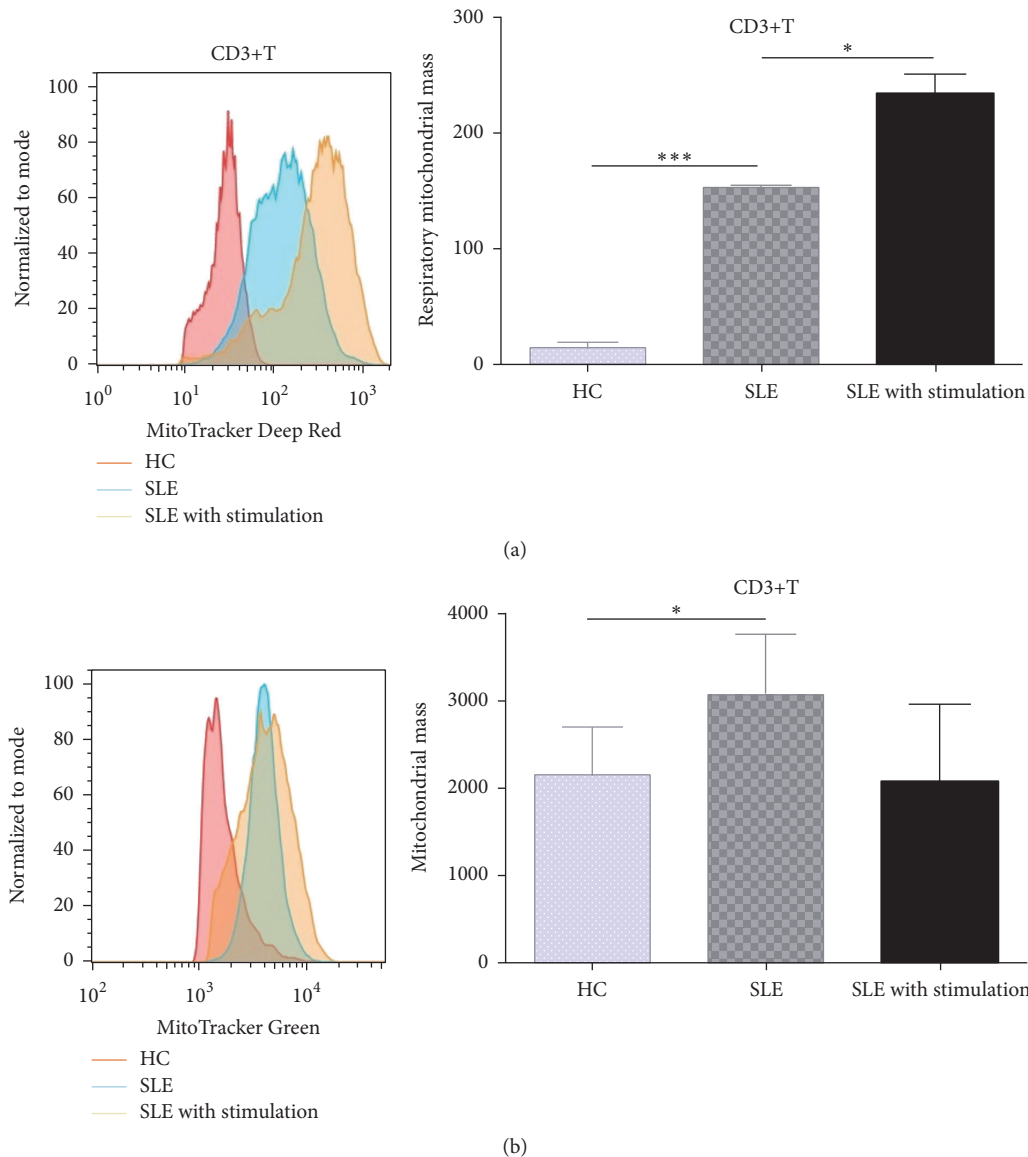 CD3+T
Normalized to mode
100
80
60
40
20
0
10^0
10^1
10^2
10^3
MitoTracker Deep Red
HC
SLE
SLE with stimulation
CD3+T
Respiratory mitochondrial mass
300
200
100
0
***
*
HC
SLE
SLE with stimulation
(a)
Normalized to mode
100
80
60
40
20
0
10^2
10^3
10^4
MitoTracker Green
HC
SLE
SLE with stimulation
CD3+T
Mitochondrial mass
4000
3000
2000
1000
0
*
HC
SLE
SLE with stimulation
(b)